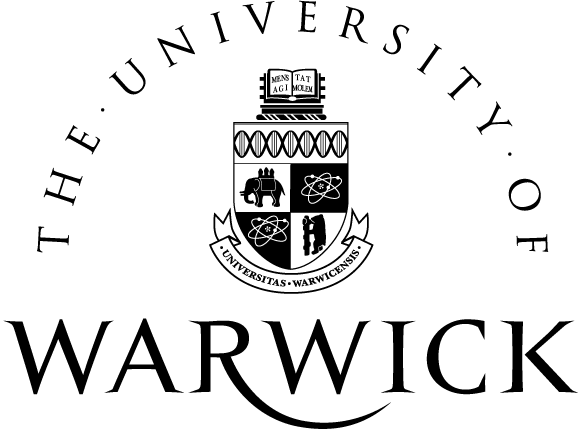 THE · UNIVERSITY · OF
MENS TAT
AGI MOLEM
· UNIVERSITAS · WARWICENSIS ·
WARWICK